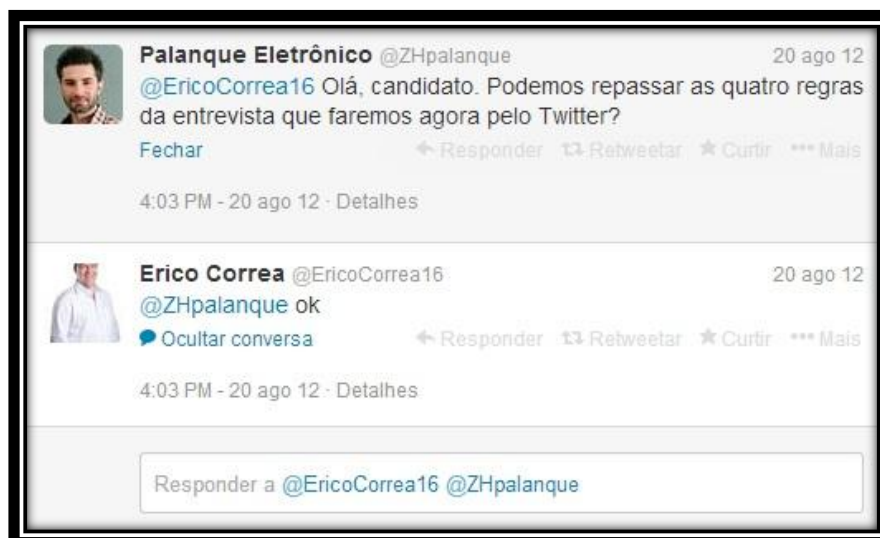 Palanque Eletrônico @ZHpalanque 20 ago 12
@EricoCorrea16 Olá, candidato. Podemos repassar as quatro regras
da entrevista que faremos agora pelo Twitter?
Fechar Responder Retweetar Curtir Mais
4:03 PM - 20 ago 12 · Detalhes
Erico Correa @EricoCorrea16 20 ago 12
@ZHpalanque ok
Ocultar conversa Responder Retweetar Curtir Mais
4:03 PM - 20 ago 12 · Detalhes
Responder a @EricoCorrea16 @ZHpalanque